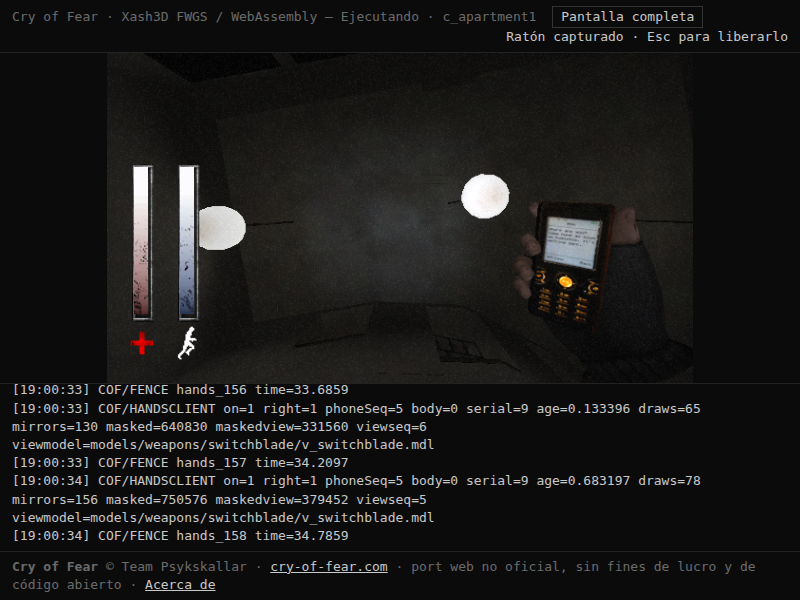 Cry of Fear · Xash3D FWGS / WebAssembly — Ejecutando · c_apartment1
Pantalla completa
Ratón capturado · Esc para liberarlo
[19:00:33] COF/FENCE hands_156 time=33.6859
[19:00:33] COF/HANDSCLIENT on=1 right=1 phoneSeq=5 body=0 serial=9 age=0.133396 draws=65
mirrors=130 masked=640830 maskedview=331560 viewseq=6
viewmodel=models/weapons/switchblade/v_switchblade.mdl
[19:00:33] COF/FENCE hands_157 time=34.2097
[19:00:34] COF/HANDSCLIENT on=1 right=1 phoneSeq=5 body=0 serial=9 age=0.683197 draws=78
mirrors=156 masked=750576 maskedview=379452 viewseq=5
viewmodel=models/weapons/switchblade/v_switchblade.mdl
[19:00:34] COF/FENCE hands_158 time=34.7859
Cry of Fear © Team Psykskallar · cry-of-fear.com · port web no oficial, sin fines de lucro y de
código abierto · Acerca de